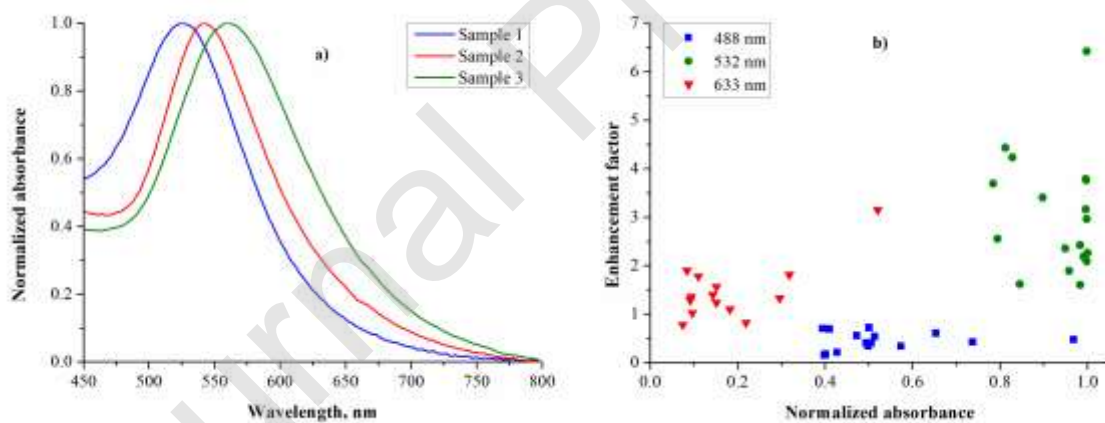 a)
Sample 1
Sample 2
Sample 3
1.0
0.8
0.6
0.4
0.2
0.0
Normalized absorbance
450 500 550 600 650 700 750 800
Wavelength, nm
b)
488 nm
532 nm
633 nm
7
6
5
4
3
2
1
0
Enhancement factor
0.0 0.2 0.4 0.6 0.8 1.0
Normalized absorbance
urnal P